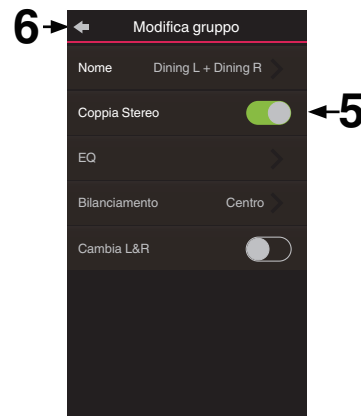 6
Modifica gruppo
Nome Dining L + Dining R
Coppia Stereo
5
EQ
Bilanciamento Centro
Cambia L&R